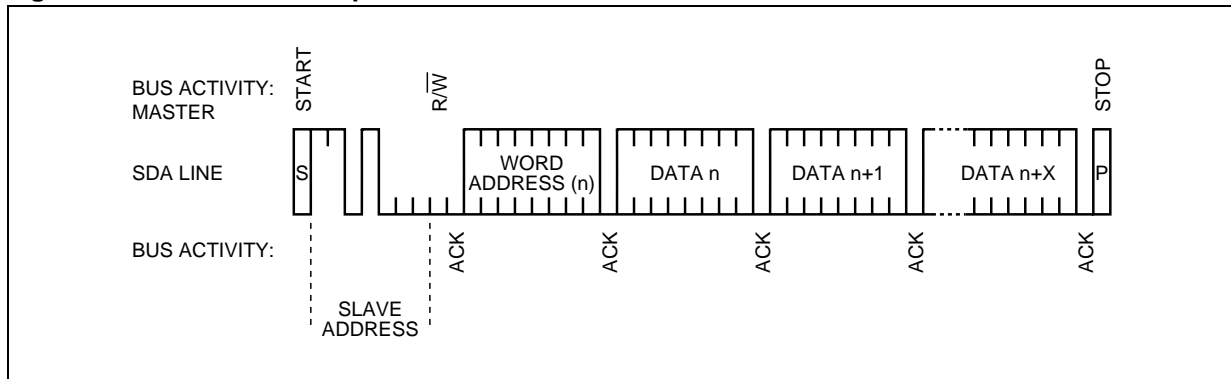 START
R/W
STOP
BUS ACTIVITY:
MASTER
SDA LINE
S
WORD
ADDRESS (n)
DATA n
DATA n+1
DATA n+X
P
BUS ACTIVITY:
ACK
ACK
ACK
ACK
ACK
SLAVE
ADDRESS